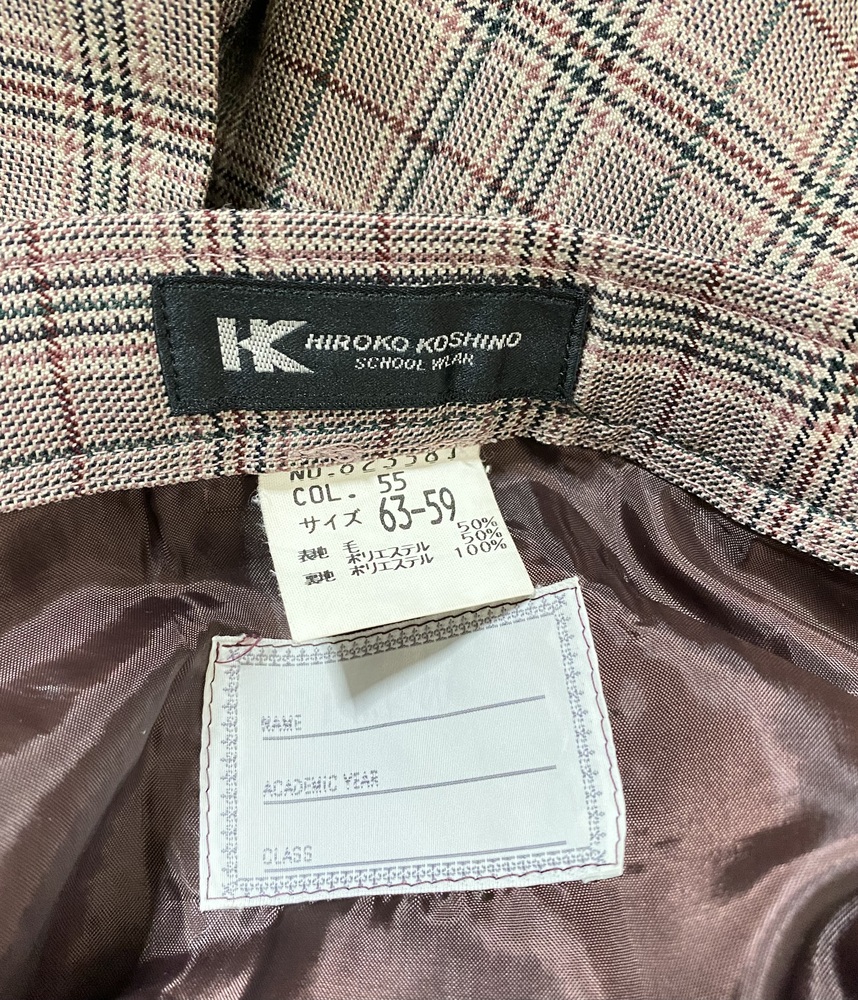 HK HIROKO KOSHINO
SCHOOL WEAR
COL. 55
サイズ 63-59
表地 毛 50%
ポリエステル 50%
裏地 ポリエステル 100%
NAME
ACADEMIC YEAR
CLASS